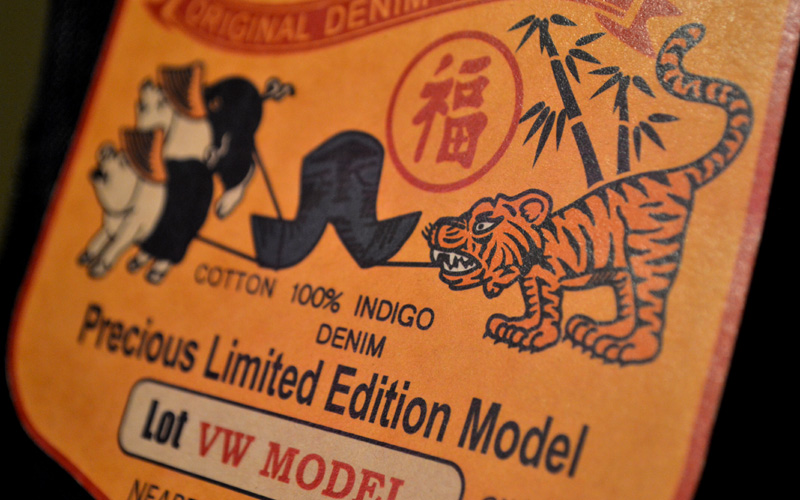 ORIGINAL DENIM
福
COTTON 100% INDIGO
DENIM
Precious Limited Edition Model
Lot VW MODEL